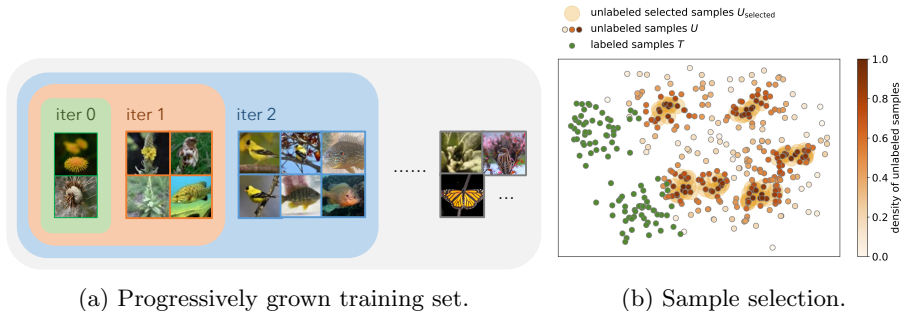 iter 0
iter 1
iter 2
......
...
(a) Progressively grown training set.
unlabeled selected samples U_selected
unlabeled samples U
labeled samples T
1.0
0.8
0.6
0.4
0.2
0.0
density of unlabeled samples
(b) Sample selection.